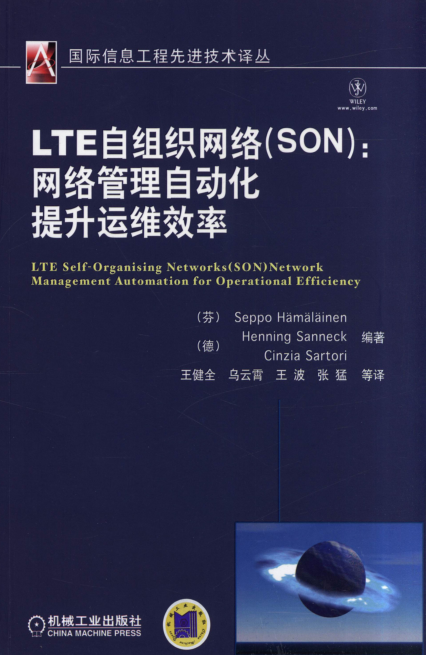 国际信息工程先进技术译丛
WILEY
www.wiley.com
LTE自组织网络(SON)：
网络管理自动化
提升运维效率
LTE Self-Organising Networks(SON)Network
Management Automation for Operational Efficiency
（芬） Seppo Hämäläinen
（德） Henning Sanneck 编著
Cinzia Sartori
王健全 乌云霄 王 波 张 猛 等译
机械工业出版社
CHINA MACHINE PRESS